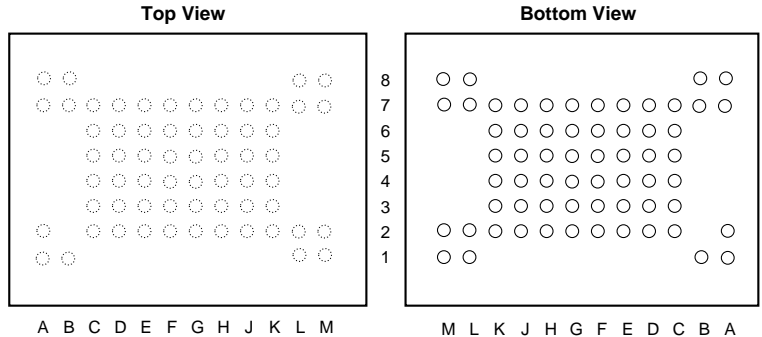 Top View
Bottom View
8
7
6
5
4
3
2
1
A B C D E F G H J K L M
M L K J H G F E D C B A